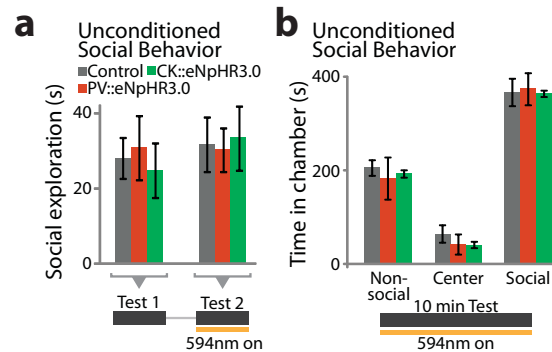 a
Unconditioned
Social Behavior
Control CK::eNpHR3.0
PV::eNpHR3.0
Social exploration (s)
40
20
0
Test 1
Test 2
594nm on
b
Unconditioned
Social Behavior
Time in chamber (s)
400
200
0
Non-
social
Center
Social
10 min Test
594nm on